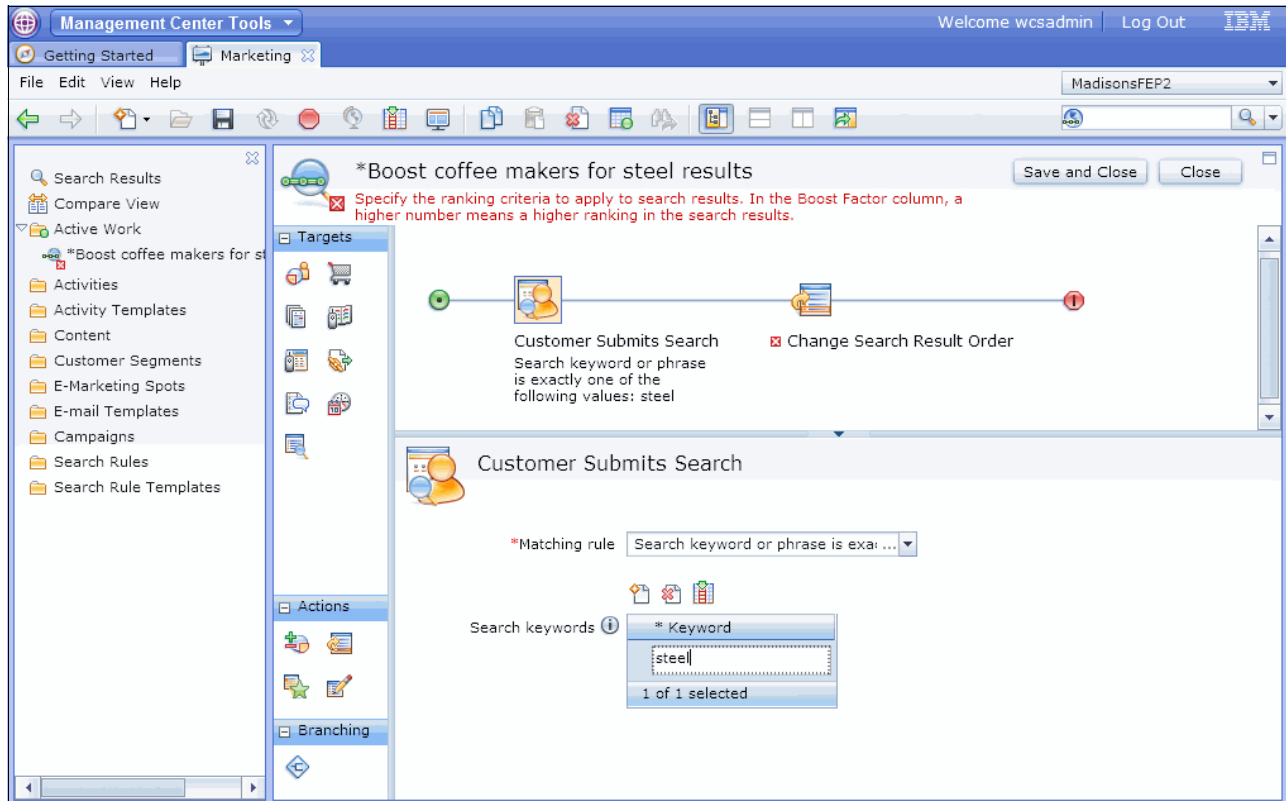 Management Center Tools
Welcome wcsadmin Log Out IBM
Getting Started Marketing
File Edit View Help
MadisonsFEP2
Search Results
Compare View
Active Work
*Boost coffee makers for st
Activities
Activity Templates
Content
Customer Segments
E-Marketing Spots
E-mail Templates
Campaigns
Search Rules
Search Rule Templates
*Boost coffee makers for steel results
Save and Close Close
Specify the ranking criteria to apply to search results. In the Boost Factor column, a
higher number means a higher ranking in the search results.
Targets
Customer Submits Search
Search keyword or phrase
is exactly one of the
following values: steel
Change Search Result Order
Customer Submits Search
*Matching rule Search keyword or phrase is exa ...
Actions
Search keywords * Keyword
steel
1 of 1 selected
Branching